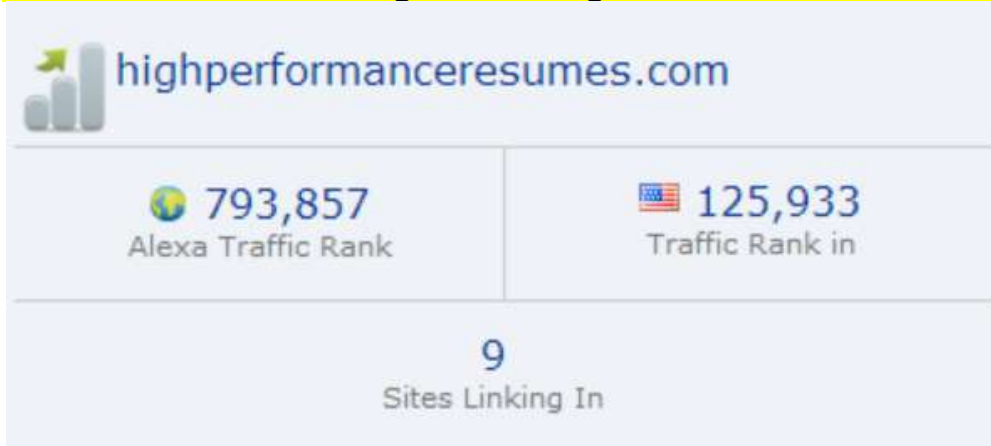 highperformanceresumes.com
793,857
Alexa Traffic Rank
125,933
Traffic Rank in
9
Sites Linking In